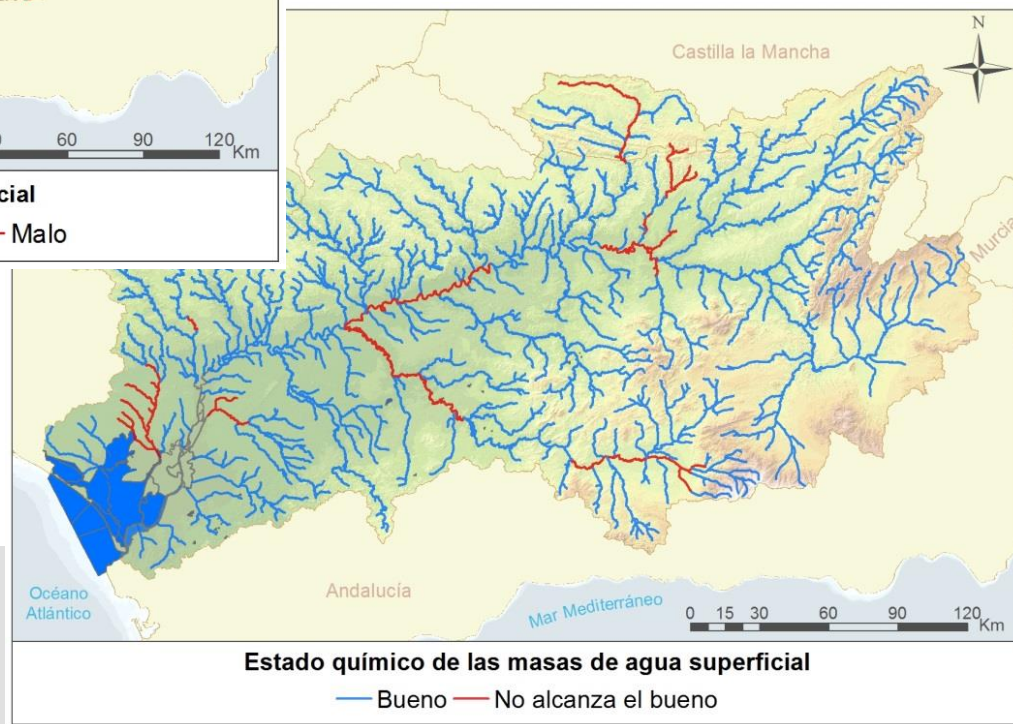 60 90 120 Km
cial
Malo
N
Castilla la Mancha
Murcia
Océano
Atlántico
Andalucía
Mar Mediterráneo
0 15 30 60 90 120 Km
Estado químico de las masas de agua superficial
Bueno No alcanza el bueno